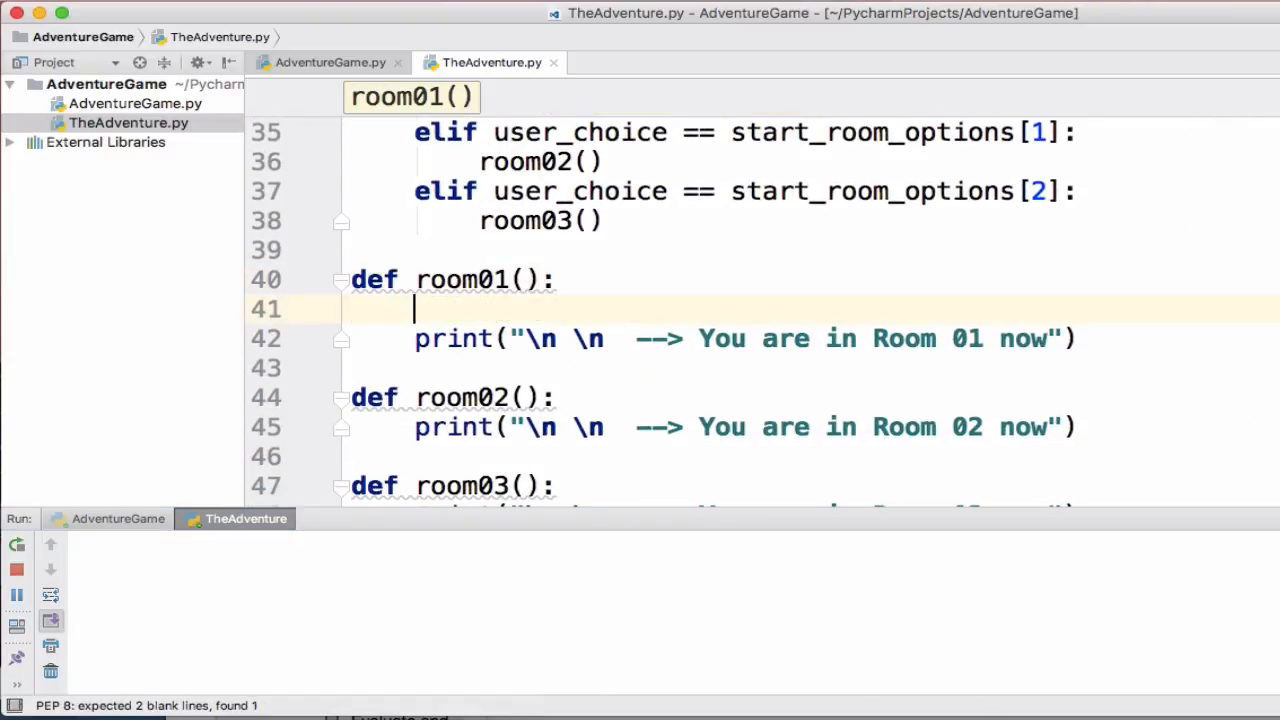 TheAdventure.py - AdventureGame - [~/PycharmProjects/AdventureGame]
AdventureGame TheAdventure.py
Project AdventureGame.py TheAdventure.py
AdventureGame ~/Pycharm
AdventureGame.py
TheAdventure.py
External Libraries
room01()
35 elif user_choice == start_room_options[1]:
36 room02()
37 elif user_choice == start_room_options[2]:
38 room03()
39
40 def room01():
41
42 print("\n \n --> You are in Room 01 now")
43
44 def room02():
45 print("\n \n --> You are in Room 02 now")
46
47 def room03():
Run: AdventureGame TheAdventure
PEP 8: expected 2 blank lines, found 1